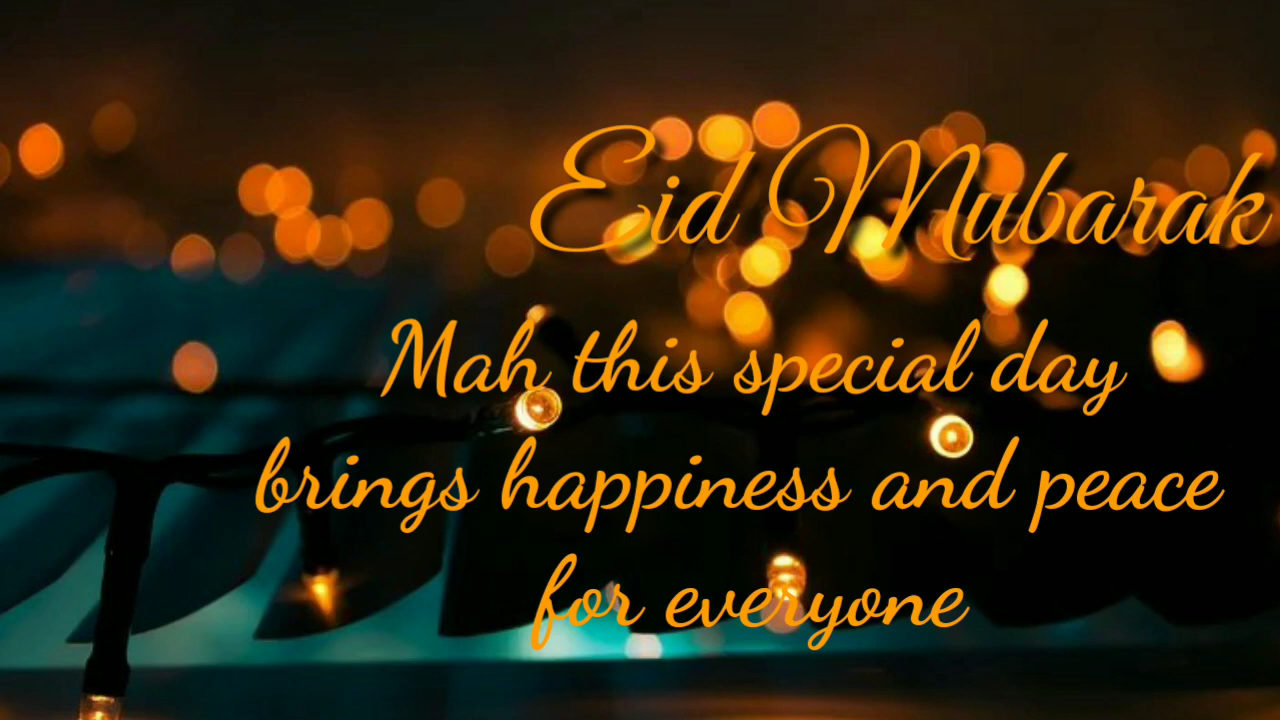 Eid Mubarak
Mah this special day
brings happiness and peace
for everyone